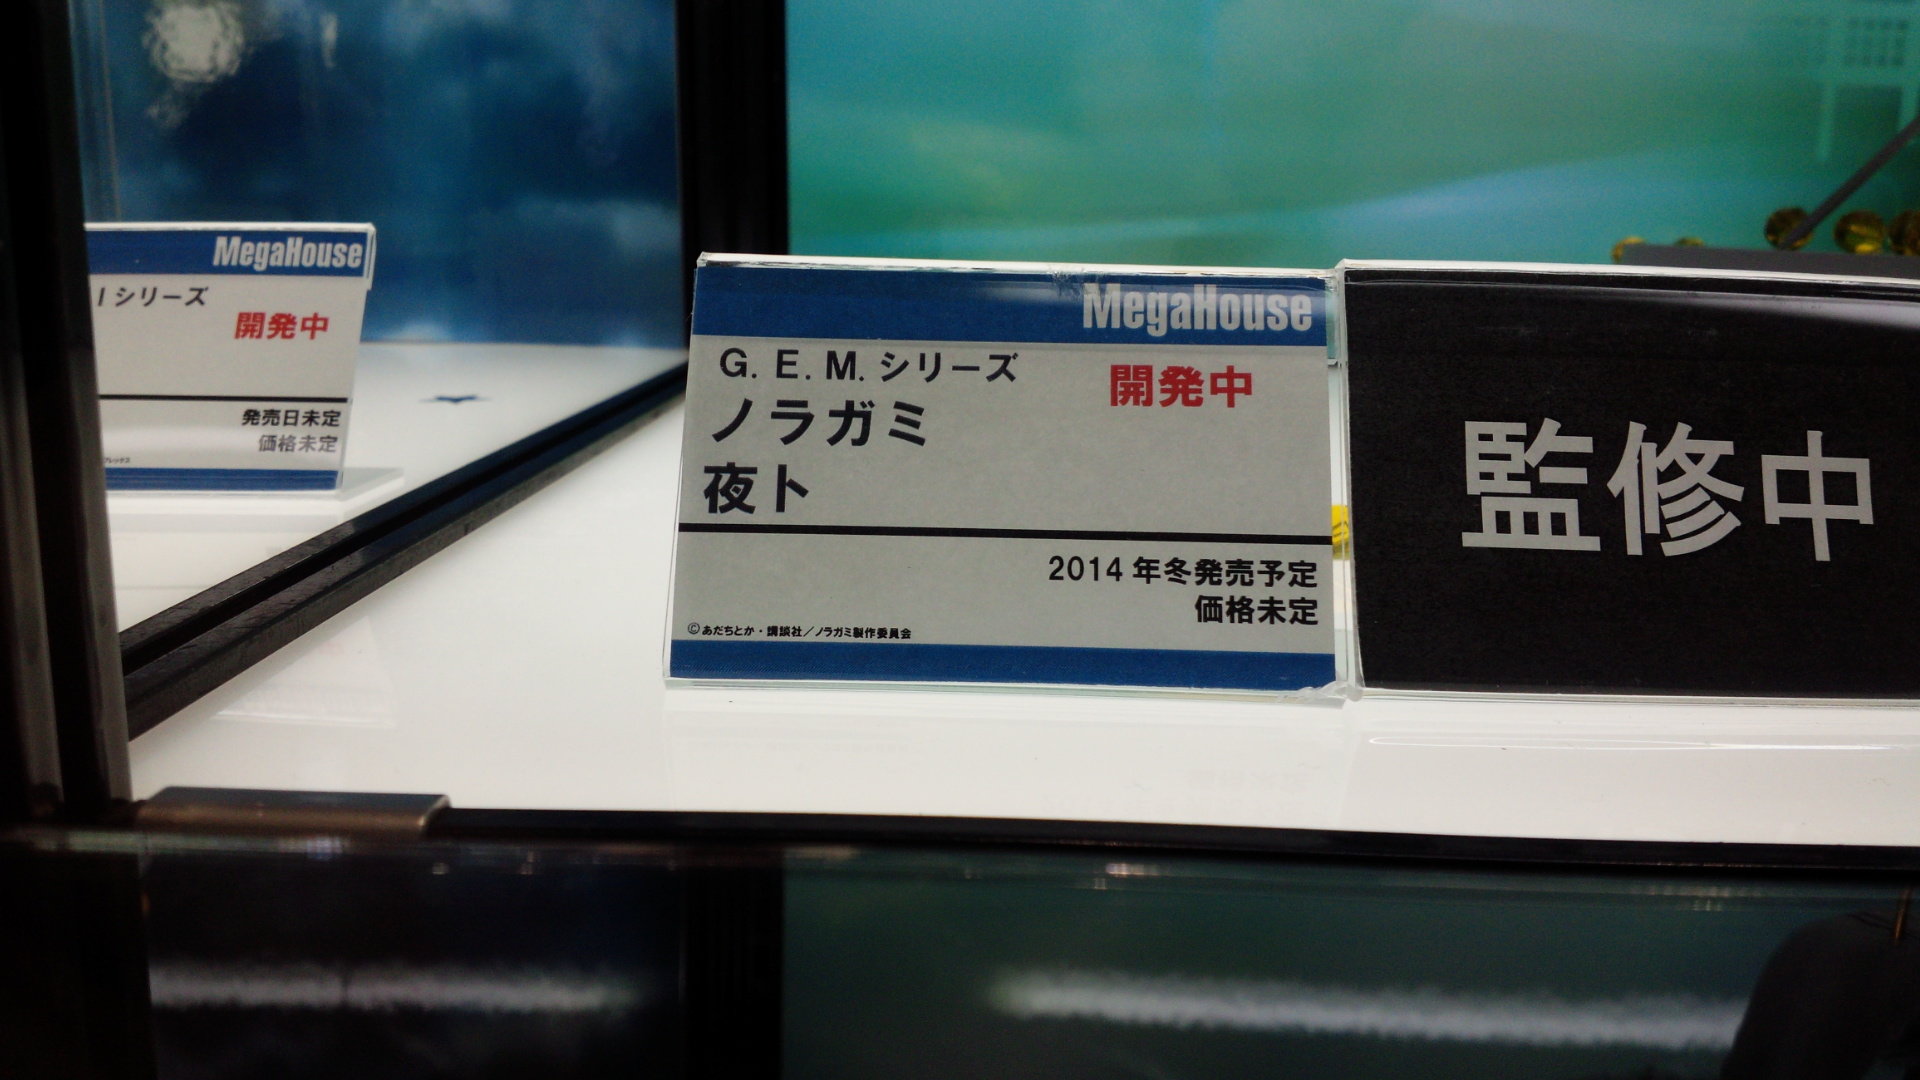 MegaHouse
シリーズ
開発中
発売日未定
価格未定
MegaHouse
G.E.M.シリーズ
開発中
ノラガミ
夜ト
2014年冬発売予定
価格未定
©あだちとか・講談社/ノラガミ製作委員会
監修中